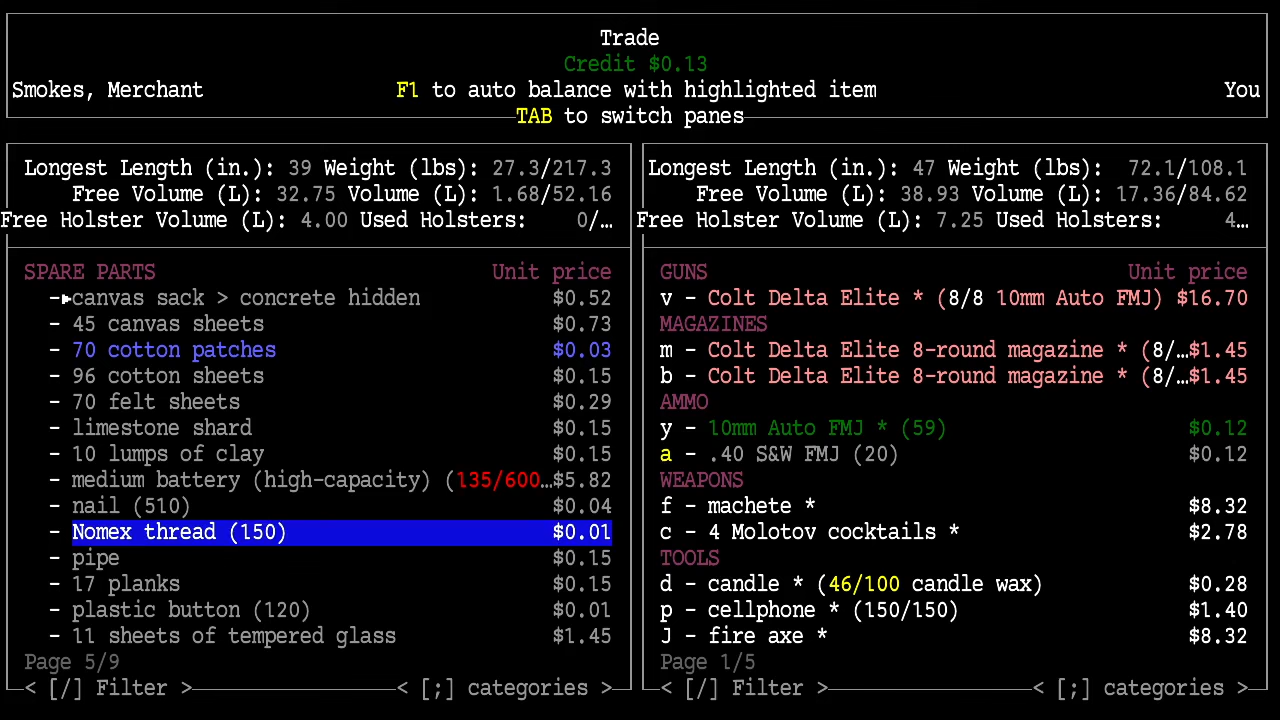 Trade
Credit $0.13
Smokes, Merchant F1 to auto balance with highlighted item You
TAB to switch panes
Longest Length (in.): 39 Weight (lbs): 27.3/217.3
Free Volume (L): 32.75 Volume (L): 1.68/52.16
Free Holster Volume (L): 4.00 Used Holsters: 0/…
SPARE PARTS Unit price
-▸canvas sack > concrete hidden $0.52
- 45 canvas sheets $0.73
- 70 cotton patches $0.03
- 96 cotton sheets $0.15
- 70 felt sheets $0.29
- limestone shard $0.15
- 10 lumps of clay $0.15
- medium battery (high-capacity) (135/600…$5.82
- nail (510) $0.04
- Nomex thread (150) $0.01
- pipe $0.15
- 17 planks $0.15
- plastic button (120) $0.01
- 11 sheets of tempered glass $1.45
Page 5/9
< [/] Filter > < [;] categories >
Longest Length (in.): 47 Weight (lbs): 72.1/108.1
Free Volume (L): 38.93 Volume (L): 17.36/84.62
Free Holster Volume (L): 7.25 Used Holsters: 4…
GUNS Unit price
v - Colt Delta Elite * (8/8 10mm Auto FMJ) $16.70
MAGAZINES
m - Colt Delta Elite 8-round magazine * (8/…$1.45
b - Colt Delta Elite 8-round magazine * (8/…$1.45
AMMO
y - 10mm Auto FMJ * (59) $0.12
a - .40 S&W FMJ (20) $0.12
WEAPONS
f - machete * $8.32
c - 4 Molotov cocktails * $2.78
TOOLS
d - candle * (46/100 candle wax) $0.28
p - cellphone * (150/150) $1.40
J - fire axe * $8.32
Page 1/5
< [/] Filter > < [;] categories >